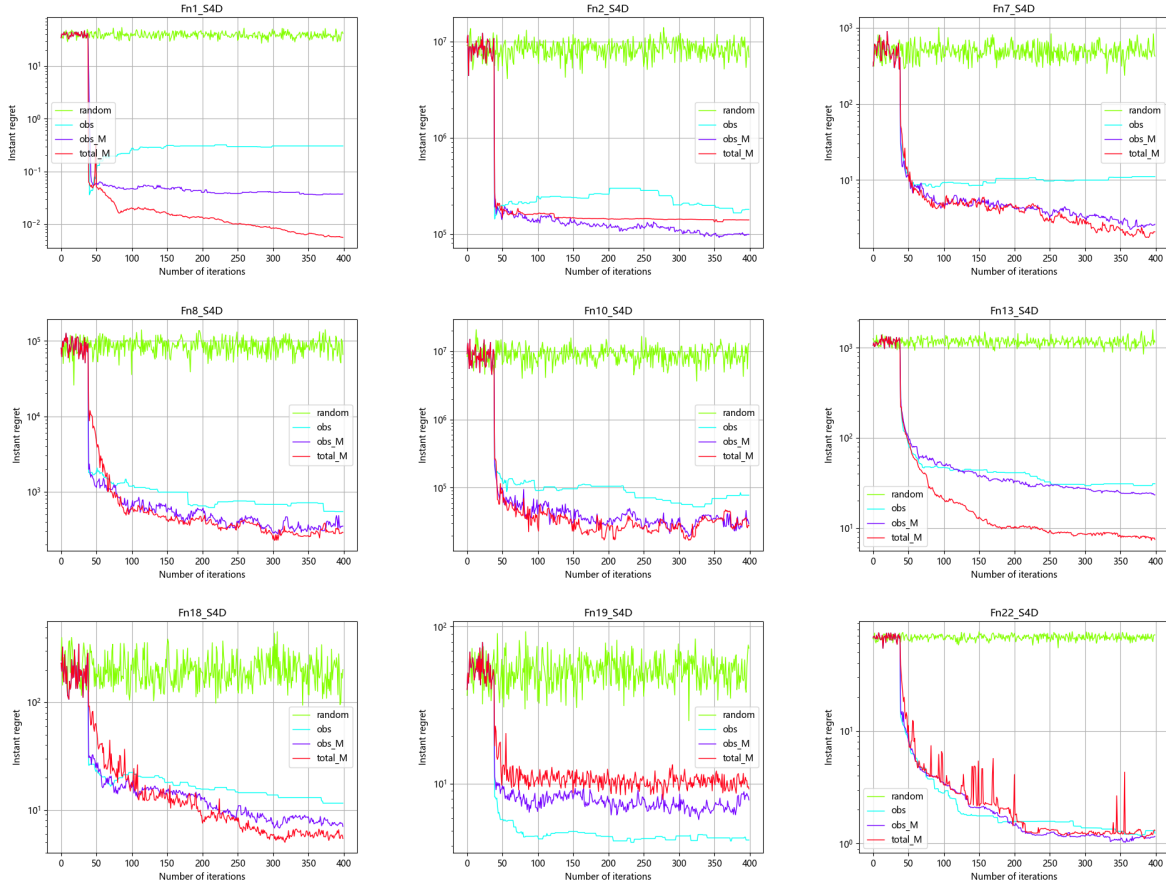 Fn1_S4D
Instant regret
10¹
10⁰
10⁻¹
10⁻²
random
obs
obs_M
total_M
0 50 100 150 200 250 300 350 400
Number of iterations
Fn2_S4D
Instant regret
10⁷
10⁶
10⁵
random
obs
obs_M
total_M
0 50 100 150 200 250 300 350 400
Number of iterations
Fn7_S4D
Instant regret
10³
10²
10¹
random
obs
obs_M
total_M
0 50 100 150 200 250 300 350 400
Number of iterations
Fn8_S4D
Instant regret
10⁵
10⁴
10³
random
obs
obs_M
total_M
0 50 100 150 200 250 300 350 400
Number of iterations
Fn10_S4D
Instant regret
10⁷
10⁶
10⁵
random
obs
obs_M
total_M
0 50 100 150 200 250 300 350 400
Number of iterations
Fn13_S4D
Instant regret
10³
10²
10¹
random
obs
obs_M
total_M
0 50 100 150 200 250 300 350 400
Number of iterations
Fn18_S4D
Instant regret
10²
10¹
random
obs
obs_M
total_M
0 50 100 150 200 250 300 350 400
Number of iterations
Fn19_S4D
Instant regret
10²
10¹
random
obs
obs_M
total_M
0 50 100 150 200 250 300 350 400
Number of iterations
Fn22_S4D
Instant regret
10¹
10⁰
random
obs
obs_M
total_M
0 50 100 150 200 250 300 350 400
Number of iterations